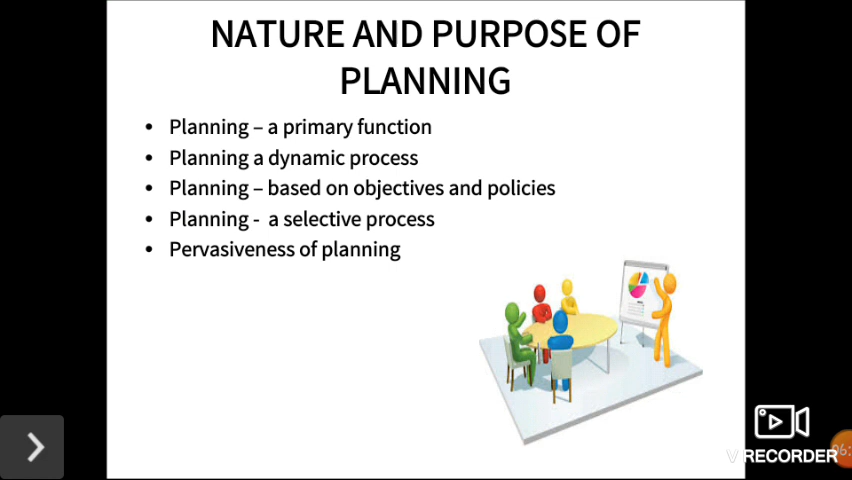 NATURE AND PURPOSE OF
PLANNING
• Planning – a primary function
• Planning a dynamic process
• Planning – based on objectives and policies
• Planning - a selective process
• Pervasiveness of planning
V RECORDER